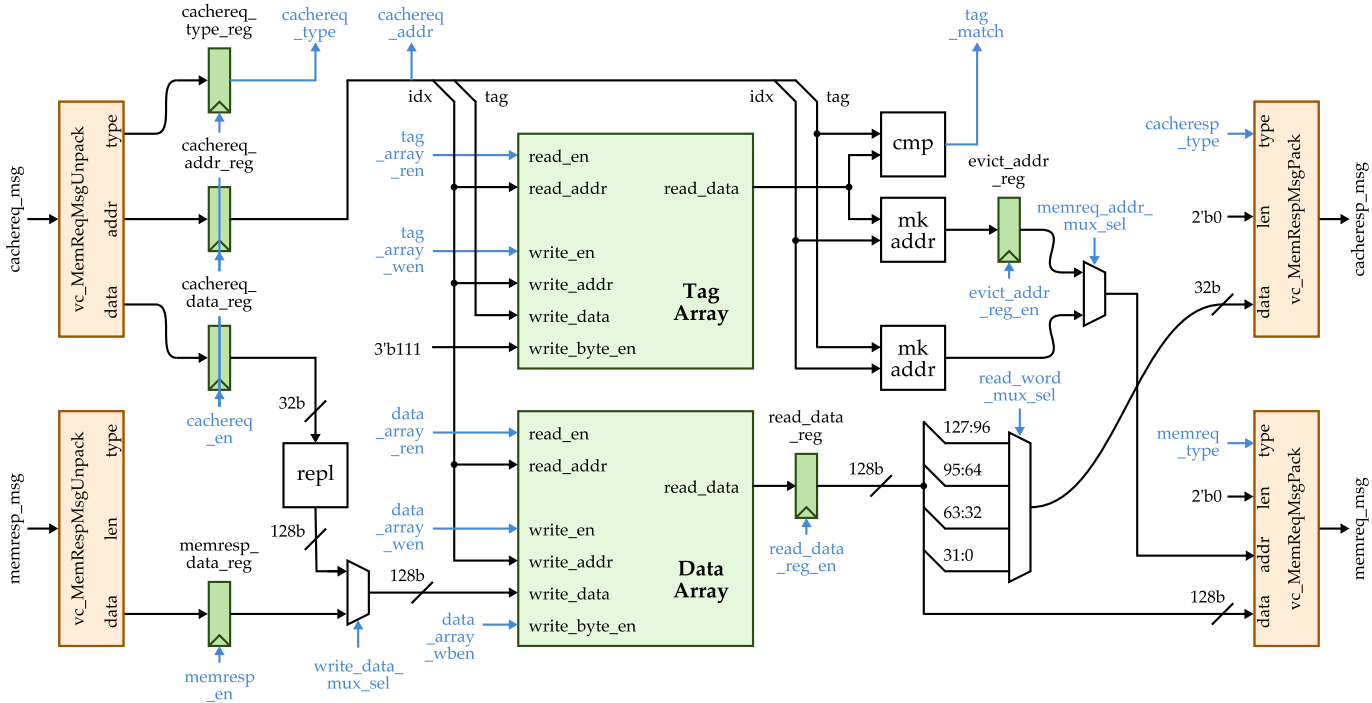 cachereq_
type_reg
cachereq
_type
cachereq
_addr
tag
_match
idx
tag
idx
tag
cachereq_msg
vc_MemReqMsgUnpack
type
addr
data
cachereq_
addr_reg
cachereq_
data_reg
cachereq
_en
32b
repl
128b
tag
_array
_ren
tag
_array
_wen
3'b111
read_en
read_addr
write_en
write_addr
write_data
write_byte_en
read_data
Tag
Array
cmp
mk
addr
mk
addr
evict_addr
_reg
evict_addr
_reg_en
memreq_addr_
mux_sel
cacheresp
_type
2'b0
32b
type
len
data
vc_MemRespMsgPack
cacheresp_msg
memresp_msg
vc_MemRespMsgUnpack
type
len
data
memresp_
data_reg
memresp
_en
write_data_
mux_sel
128b
data
_array
_ren
data
_array
_wen
data
_array
_wben
read_en
read_addr
write_en
write_addr
write_data
write_byte_en
read_data
Data
Array
read_data
_reg
read_data
_reg_en
128b
read_word
_mux_sel
127:96
95:64
63:32
31:0
memreq
_type
2'b0
128b
type
len
addr
data
vc_MemReqMsgPack
memreq_msg